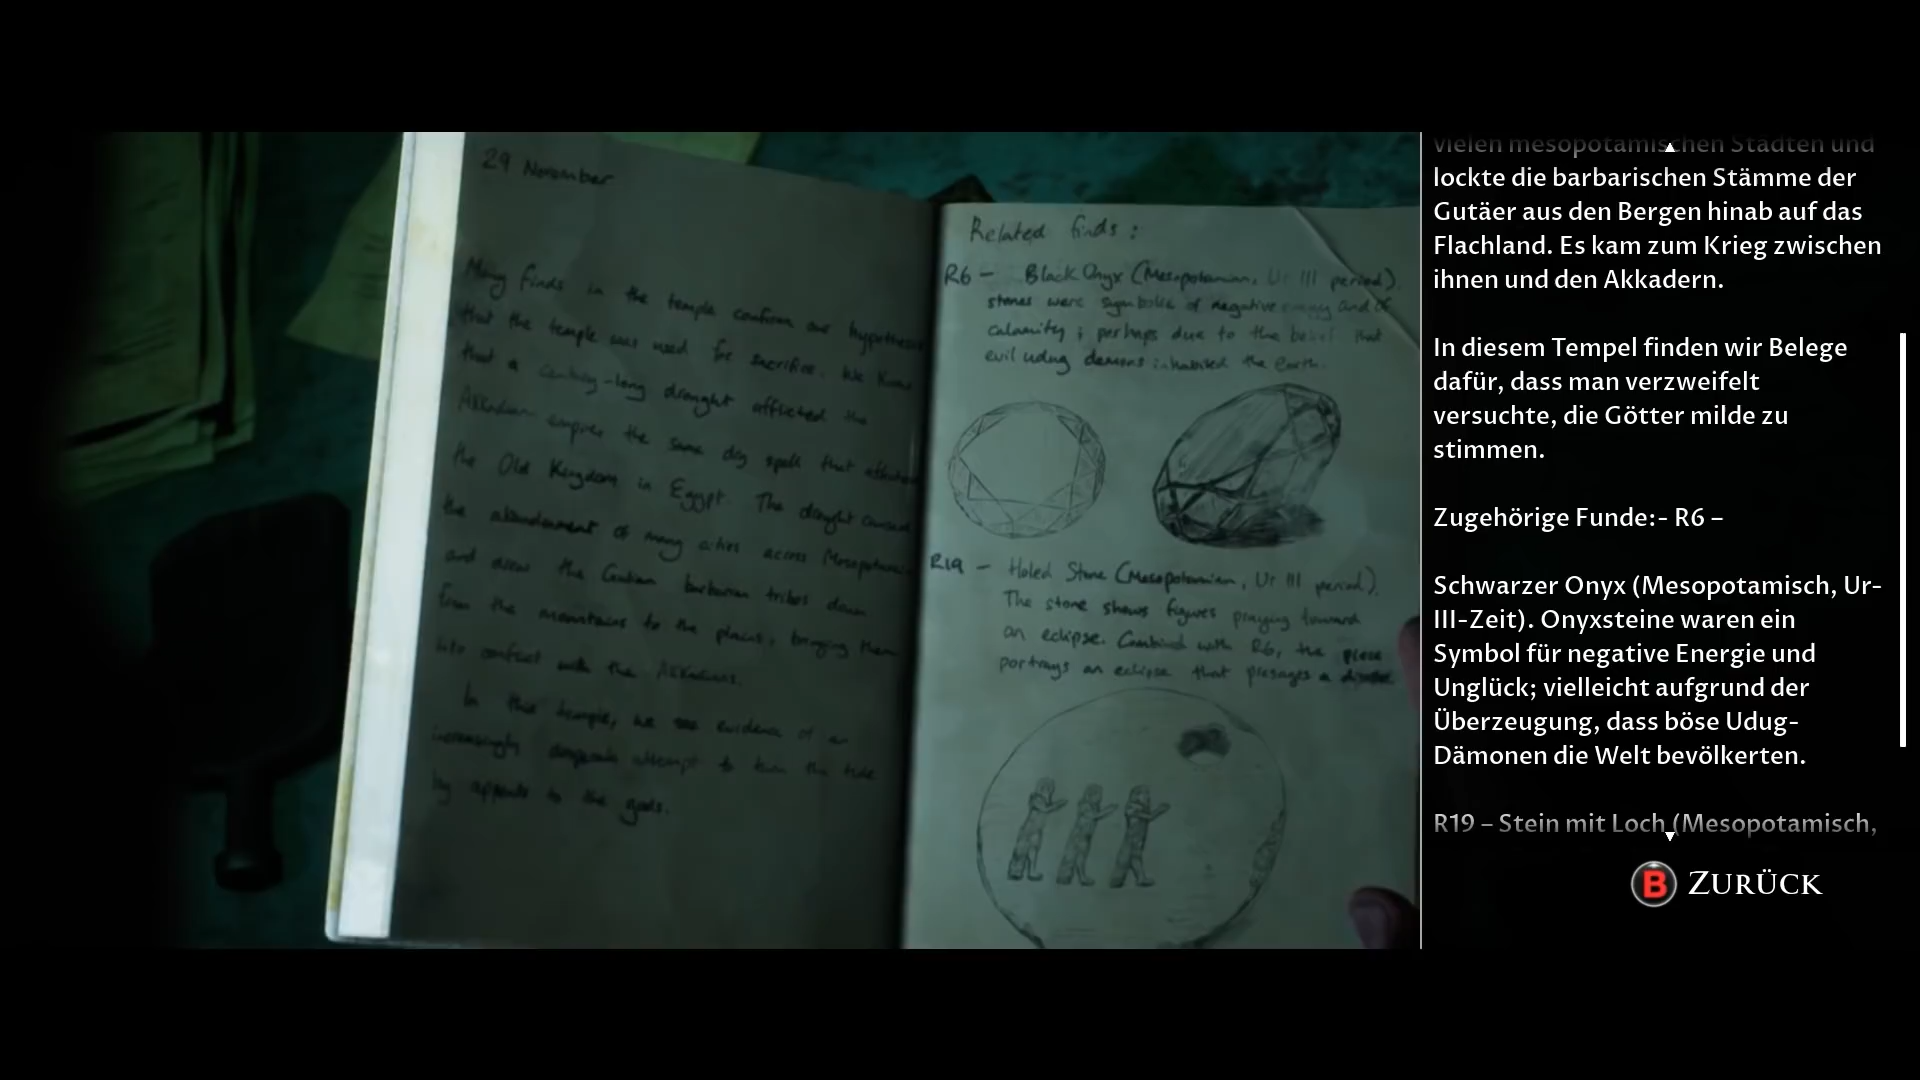 29 November
Many finds in the temple confirm our hypothesis
that the temple was used for sacrifice. We know
that a century-long drought afflicted the
Akkadian empire the same dry spell that afflicted
the Old Kingdom in Egypt. The drought caused
the abandonment of many cities across Mesopotamia
and drew the Gutian barbarian tribes down
from the mountains to the plains, bringing them
into conflict with the Akkadians.
In this temple, we see evidence of an
increasingly desperate attempt to turn the tide
by appeals to the gods.
Related finds:
R6 - Black Onyx (Mesopotamian, Ur III period).
stones were symbolic of negative energy and of
calamity; perhaps due to the belief that
evil udug demons inhabited the earth.
R19 - Holed Stone (Mesopotamian, Ur III period).
The stone shows figures praying toward
an eclipse. Combined with R6, the piece
portrays an eclipse that presages a
vielen mesopotamischen Städten und
lockte die barbarischen Stämme der
Gutäer aus den Bergen hinab auf das
Flachland. Es kam zum Krieg zwischen
ihnen und den Akkadern.
In diesem Tempel finden wir Belege
dafür, dass man verzweifelt
versuchte, die Götter milde zu
stimmen.
Zugehörige Funde:- R6 –
Schwarzer Onyx (Mesopotamisch, Ur-
III-Zeit). Onyxsteine waren ein
Symbol für negative Energie und
Unglück; vielleicht aufgrund der
Überzeugung, dass böse Udug-
Dämonen die Welt bevölkerten.
R19 – Stein mit Loch (Mesopotamisch,
B ZURÜCK